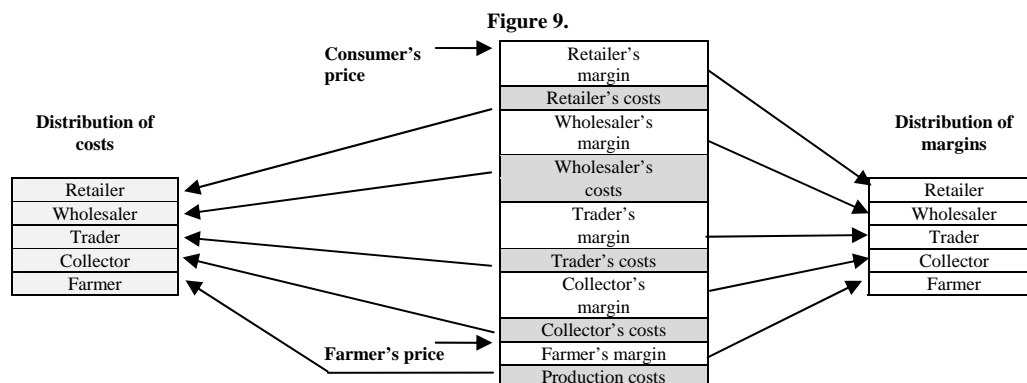 Figure 9.
Consumer's
price
Retailer's
margin
Retailer's costs
Wholesaler's
margin
Wholesaler's
costs
Trader's
margin
Trader's costs
Collector's
margin
Collector's costs
Farmer's margin
Production costs
Farmer's price
Distribution of
costs
Retailer
Wholesaler
Trader
Collector
Farmer
Distribution of
margins
Retailer
Wholesaler
Trader
Collector
Farmer